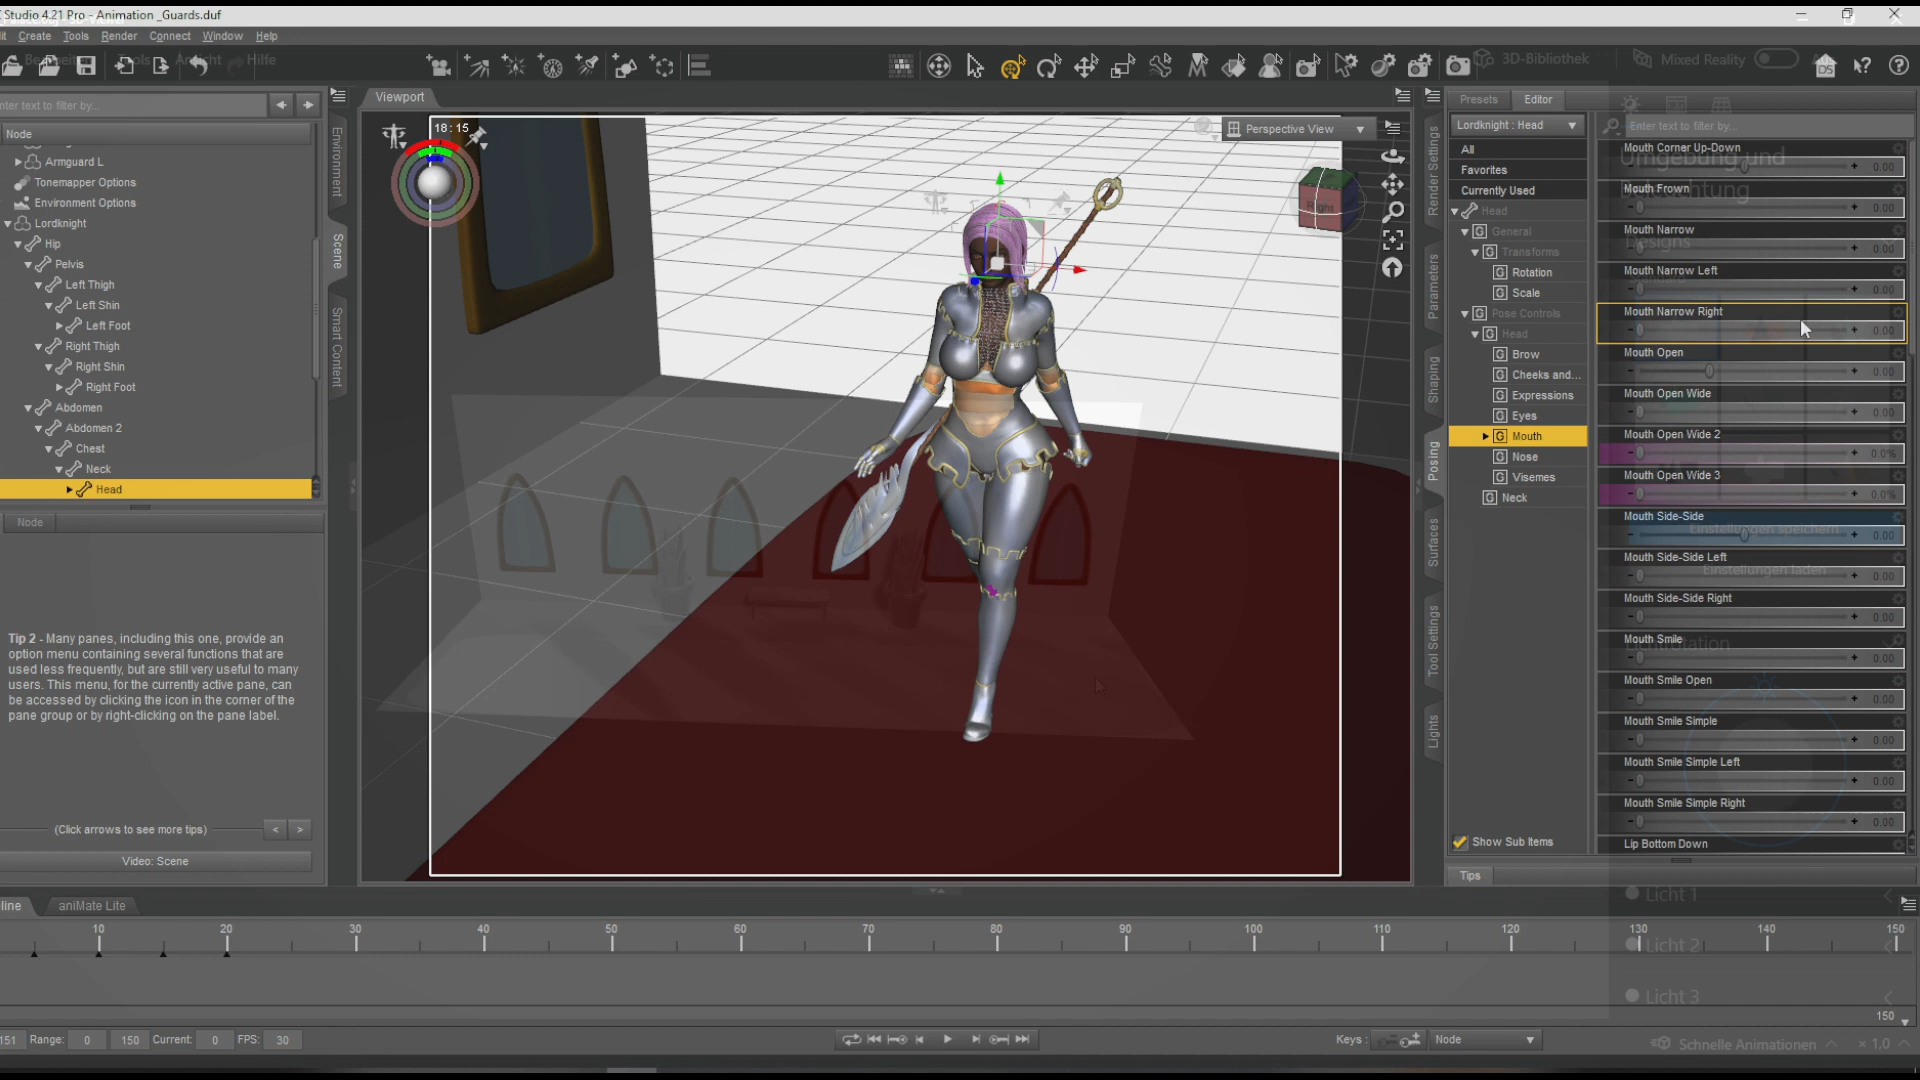 Studio 4.21 Pro - Animation _Guards.duf
Create Tools Render Connect Window Help
Hilfe
3D-Bibliothek
Mixed Reality
enter text to filter by...
Node
Armguard L
Tonemapper Options
Environment Options
Lordknight
Hip
Pelvis
Left Thigh
Left Shin
Left Foot
Right Thigh
Right Shin
Right Foot
Abdomen
Abdomen 2
Chest
Neck
Head
Environment
Scene
Smart Content
Node
Tip 2 - Many panes, including this one, provide an
option menu containing several functions that are
used less frequently, but are still very useful to many
users. This menu, for the currently active pane, can
be accessed by clicking the icon in the corner of the
pane group or by right-clicking on the pane label.
(Click arrows to see more tips) < >
Video: Scene
Viewport
18 : 15
Perspective View
Right
Render Settings
Parameters
Shaping
Posing
Surfaces
Tool Settings
Lights
Presets Editor
Lordknight : Head
All
Favorites
Currently Used
Head
General
Transforms
Rotation
Scale
Pose Controls
Head
Brow
Cheeks and...
Expressions
Eyes
Mouth
Nose
Visemes
Neck
Show Sub Items
Tips
Enter text to filter by...
Mouth Corner Up-Down
Umgebung und
- + 0.00
Mouth Frown
- + 0.00
Mouth Narrow
Designs
- + 0.00
Mouth Narrow Left
Standard
- + 0.00
Mouth Narrow Right
- + 0.00
Mouth Open
- + 0.00
Mouth Open Wide
- + 0.00
Mouth Open Wide 2
- + 0.0%
Mouth Open Wide 3
- + 0.0%
Mouth Side-Side
Einstellungen speichern
- + 0.00
Mouth Side-Side Left
Einstellungen laden
- + 0.00
Mouth Side-Side Right
- + 0.00
Mouth Smile
Lichtrotation
- + 0.00
Mouth Smile Open
- + 0.00
Mouth Smile Simple
- + 0.00
Mouth Smile Simple Left
- + 0.00
Mouth Smile Simple Right
- + 0.00
Lip Bottom Down
Licht 1
Licht 2
Licht 3
aniMate Lite
10 20 30 40 50 60 70 80 90 100 110 120 130 140 150
150
151 Range: 0 150 Current: 0 FPS: 30
Keys : Node
Schnelle Animationen × 1,0